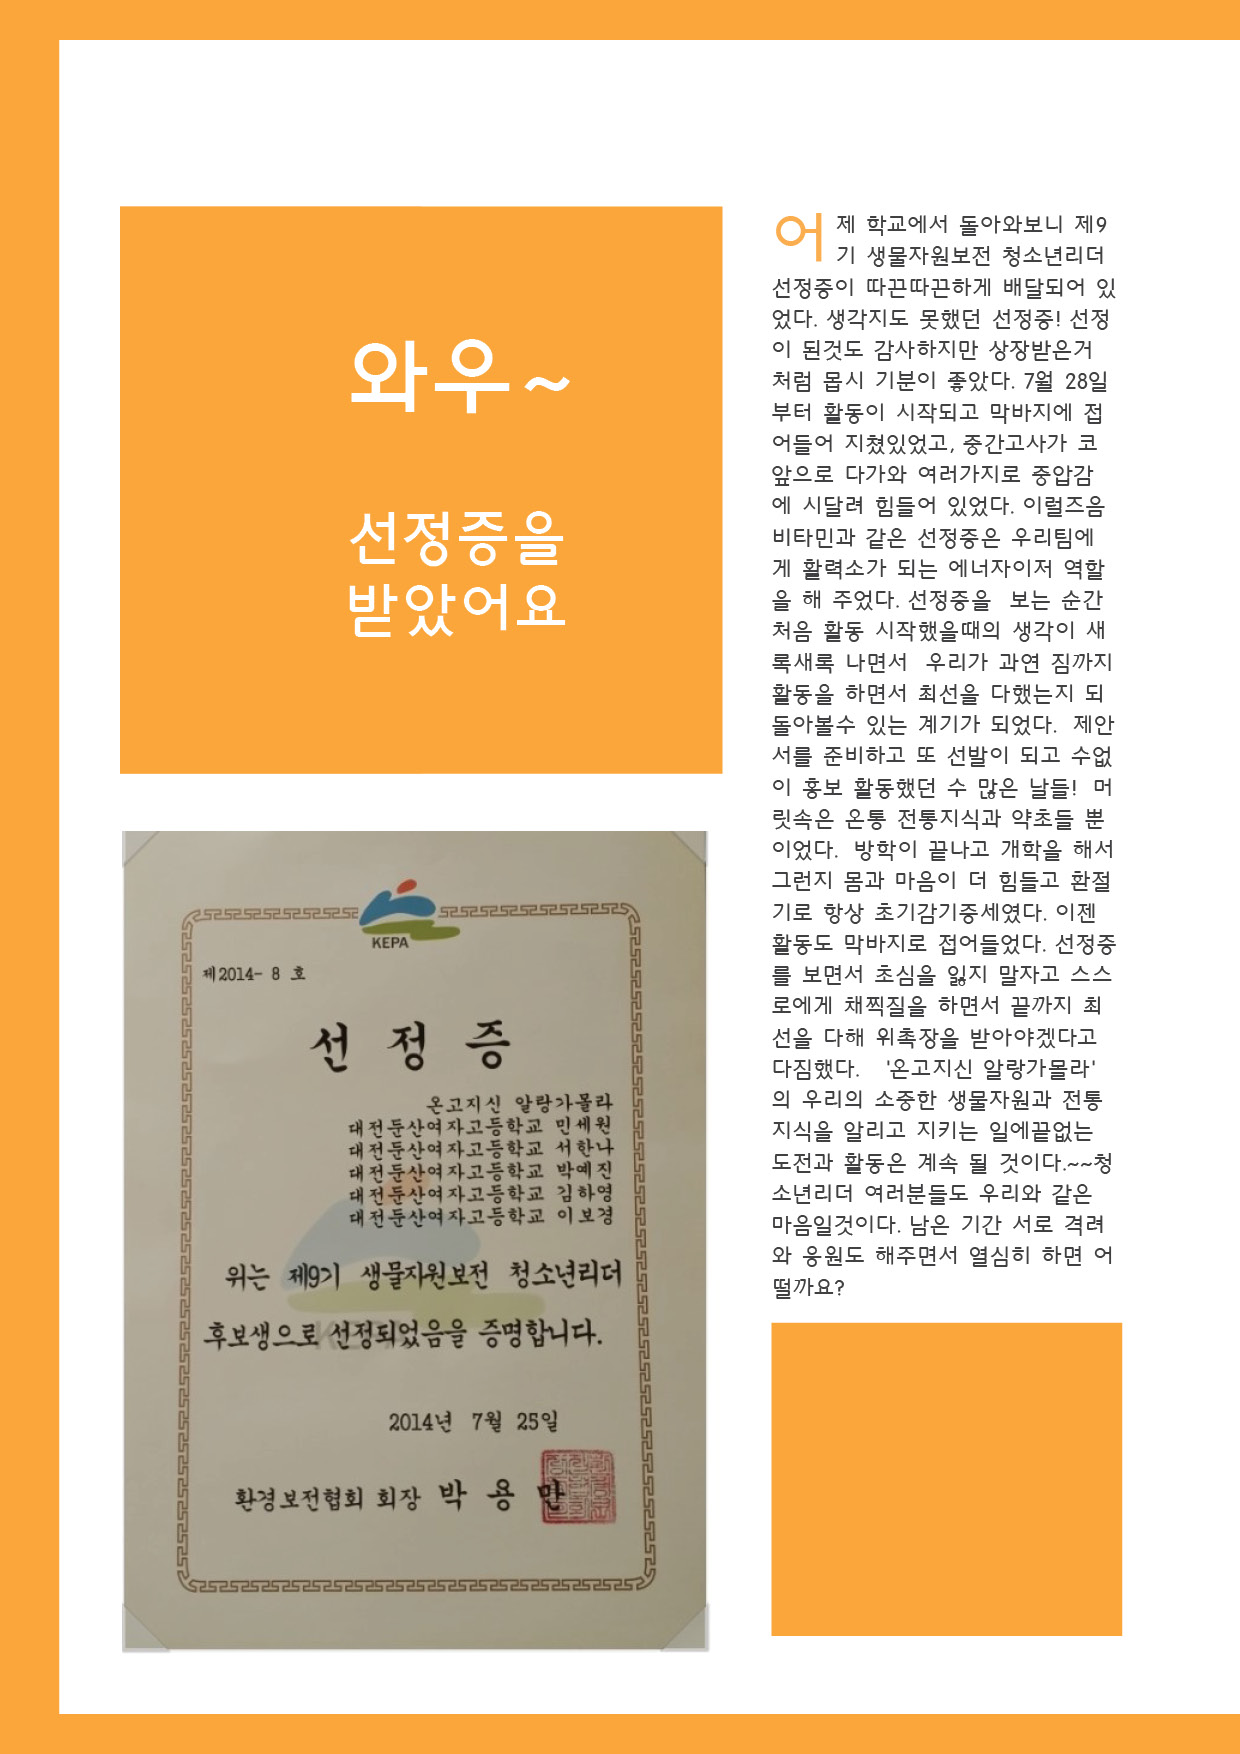 와우~
선정증을
받았어요
어제 학교에서 돌아와보니 제9
기 생물자원보전 청소년리더
선정증이 따끈따끈하게 배달되어 있
었다. 생각지도 못했던 선정증! 선정
이 된것도 감사하지만 상장받은거
처럼 몹시 기분이 좋았다. 7월 28일
부터 활동이 시작되고 막바지에 접
어들어 지쳤있었고, 중간고사가 코
앞으로 다가와 여러가지로 중압감
에 시달려 힘들어 있었다. 이럴즈음
비타민과 같은 선정증은 우리팀에
게 활력소가 되는 에너자이저 역할
을 해 주었다. 선정증을 보는 순간
처음 활동 시작했을때의 생각이 새
록새록 나면서 우리가 과연 짐까지
활동을 하면서 최선을 다했는지 되
돌아볼수 있는 계기가 되었다. 제안
서를 준비하고 또 선발이 되고 수없
이 홍보 활동했던 수 많은 날들! 머
릿속은 온통 전통지식과 약초들 뿐
이었다. 방학이 끝나고 개학을 해서
그런지 몸과 마음이 더 힘들고 환절
기로 항상 초기감기증세였다. 이젠
활동도 막바지로 접어들었다. 선정증
를 보면서 초심을 잃지 말자고 스스
로에게 채찍질을 하면서 끝까지 최
선을 다해 위촉장을 받아야겠다고
다짐했다. '온고지신 알랑가몰라'
의 우리의 소중한 생물자원과 전통
지식을 알리고 지키는 일에끝없는
도전과 활동은 계속 될 것이다.~~청
소년리더 여러분들도 우리와 같은
마음일것이다. 남은 기간 서로 격려
와 응원도 해주면서 열심히 하면 어
떨까요?
KEPA
제2014- 8 호
선 정 증
온고지신 알랑가몰라
대전둔산여자고등학교 민세원
대전둔산여자고등학교 서한나
대전둔산여자고등학교 박예진
대전둔산여자고등학교 김하영
대전둔산여자고등학교 이보경
위는 제9기 생물자원보전 청소년리더
후보생으로 선정되었음을 증명합니다.
2014년 7월 25일
환경보전협회 회장 박 용 만